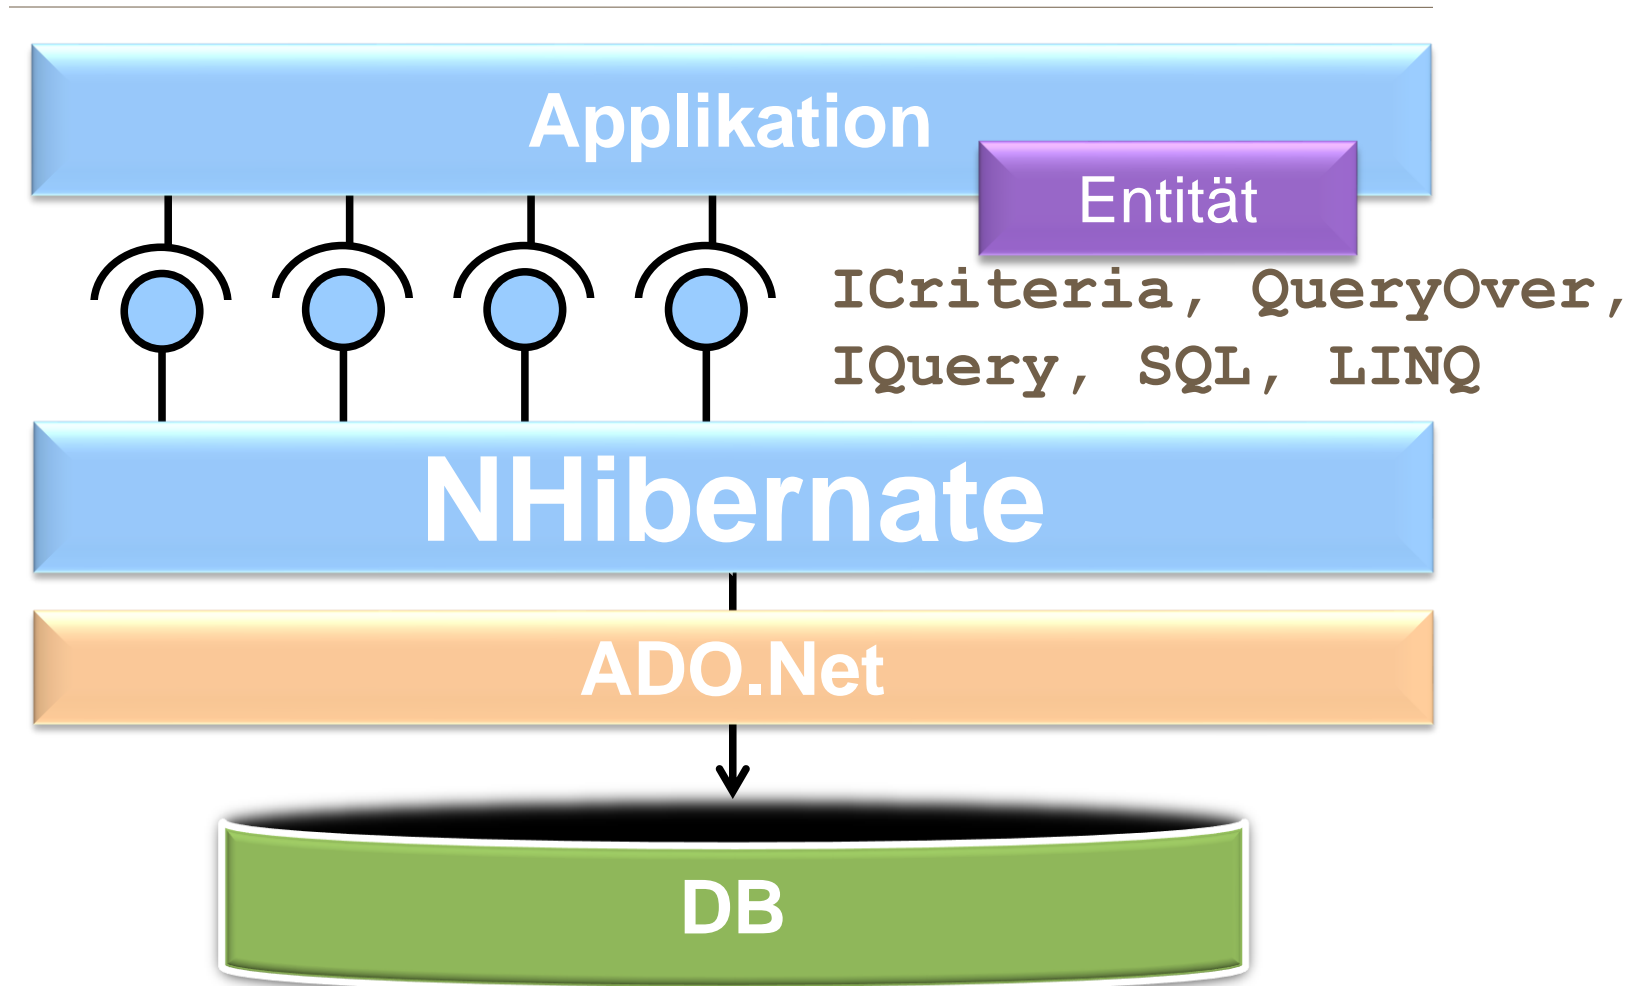 Applikation
Entität
ICriteria, QueryOver,
IQuery, SQL, LINQ
NHibernate
ADO.Net
DB